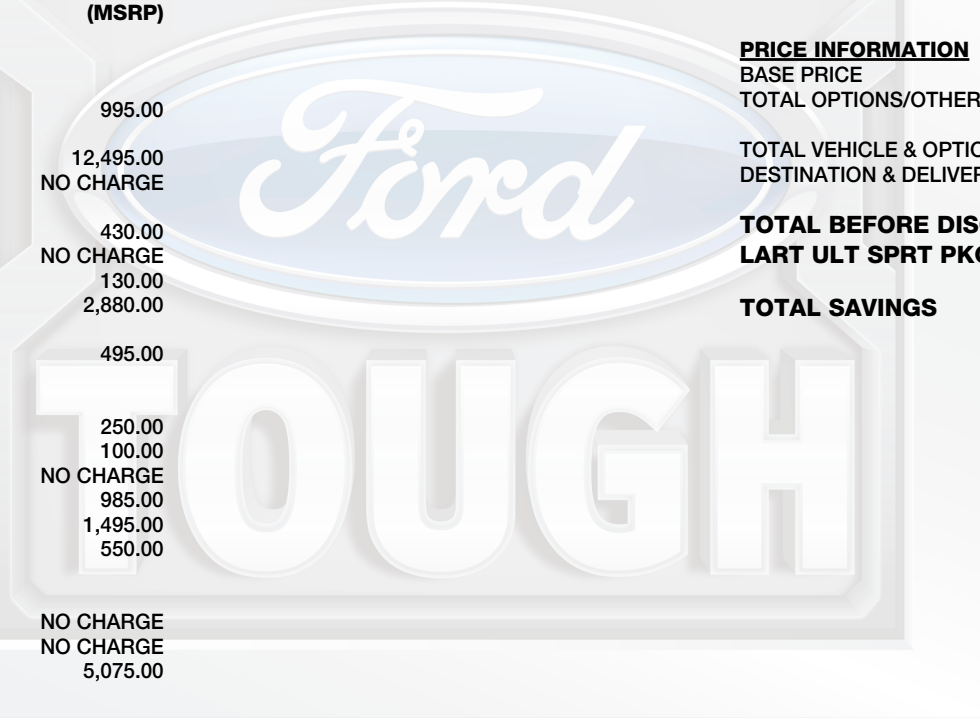 (MSRP)
995.00
12,495.00
NO CHARGE
430.00
NO CHARGE
130.00
2,880.00
495.00
250.00
100.00
NO CHARGE
985.00
1,495.00
550.00
NO CHARGE
NO CHARGE
5,075.00
PRICE INFORMATION
BASE PRICE
TOTAL OPTIONS/OTHER
TOTAL VEHICLE & OPTIO
DESTINATION & DELIVER
TOTAL BEFORE DIS
LART ULT SPRT PKG
TOTAL SAVINGS
Ford
TOUGH